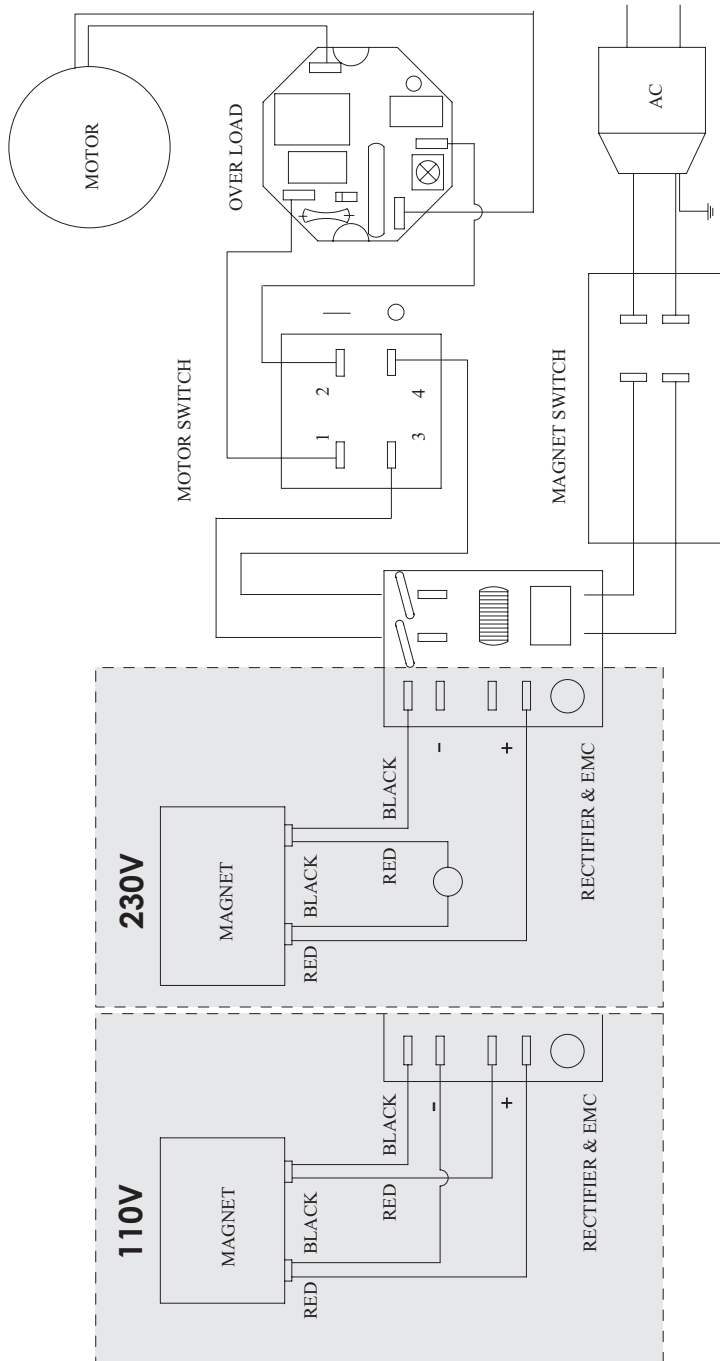 110V
MAGNET
RED
BLACK
RED
BLACK
-
+
RECTIFIER & EMC
230V
MAGNET
RED
BLACK
RED
BLACK
-
+
RECTIFIER & EMC
MOTOR SWITCH
1
2
3
4
MAGNET SWITCH
OVER LOAD
MOTOR
AC